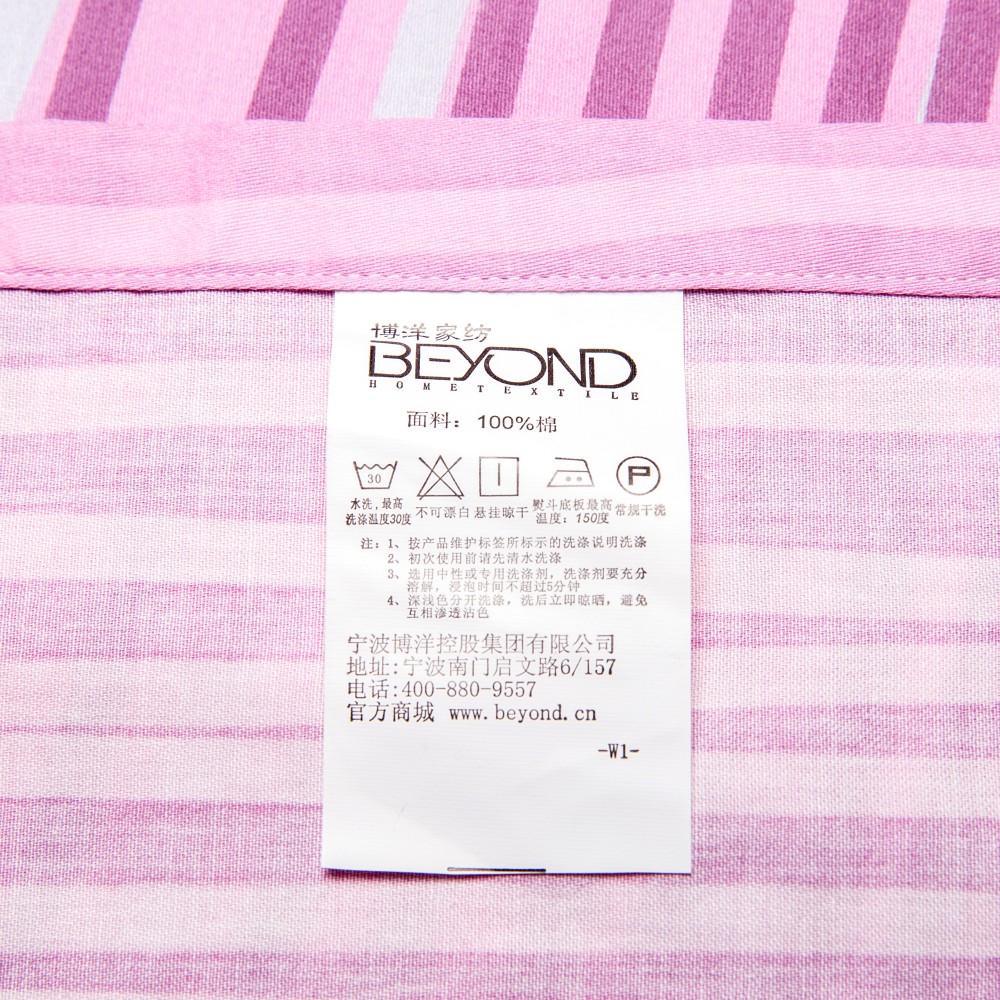 博洋家纺
BEYOND
HOMETEXTILE
面料：100%棉
30
P
水洗，最高
洗涤温度30度
不可漂白
悬挂晾干
熨斗底板最高
温度：150度
常规干洗
注：1、按产品维护标签所标示的洗涤说明洗涤
2、初次使用前请先清水洗涤
3、选用中性或专用洗涤剂，洗涤剂要充分
溶解，浸泡时间不超过5分钟
4、深浅色分开洗涤，洗后立即晾晒，避免
互相渗透沾色
宁波博洋控股集团有限公司
地址:宁波南门启文路6/157
电话:400-880-9557
官方商城 www.beyond.cn
-W1-